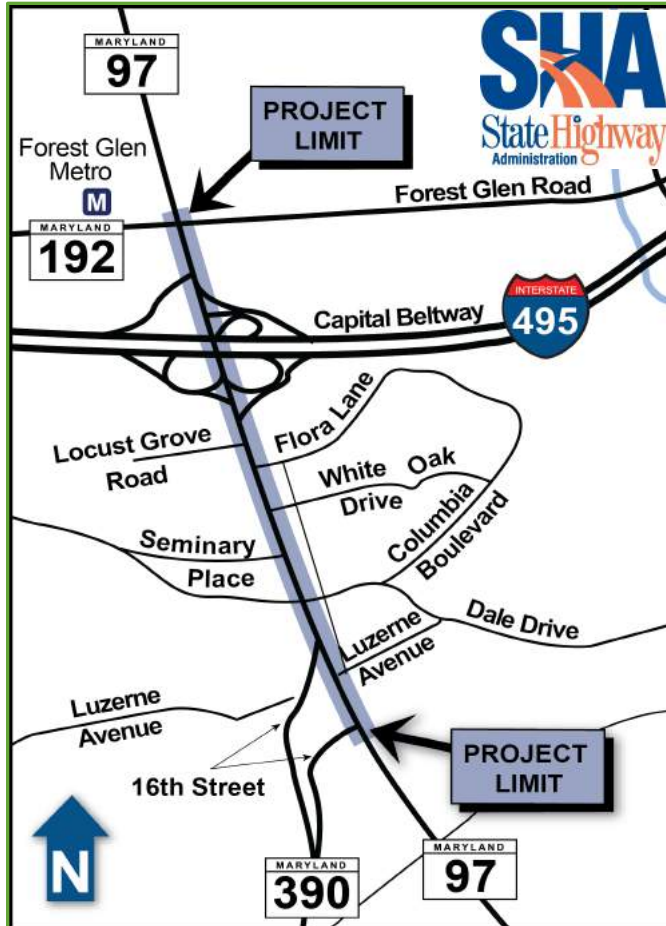 MARYLAND
97
SHA
State Highway
Administration
PROJECT
LIMIT
Forest Glen
Metro
M
MARYLAND
192
Forest Glen Road
Capital Beltway
INTERSTATE
495
Flora Lane
Locust Grove
Road
White Oak
Drive
Columbia
Boulevard
Seminary
Place
Dale Drive
Luzerne
Avenue
Luzerne
Avenue
16th Street
PROJECT
LIMIT
N
MARYLAND
390
MARYLAND
97